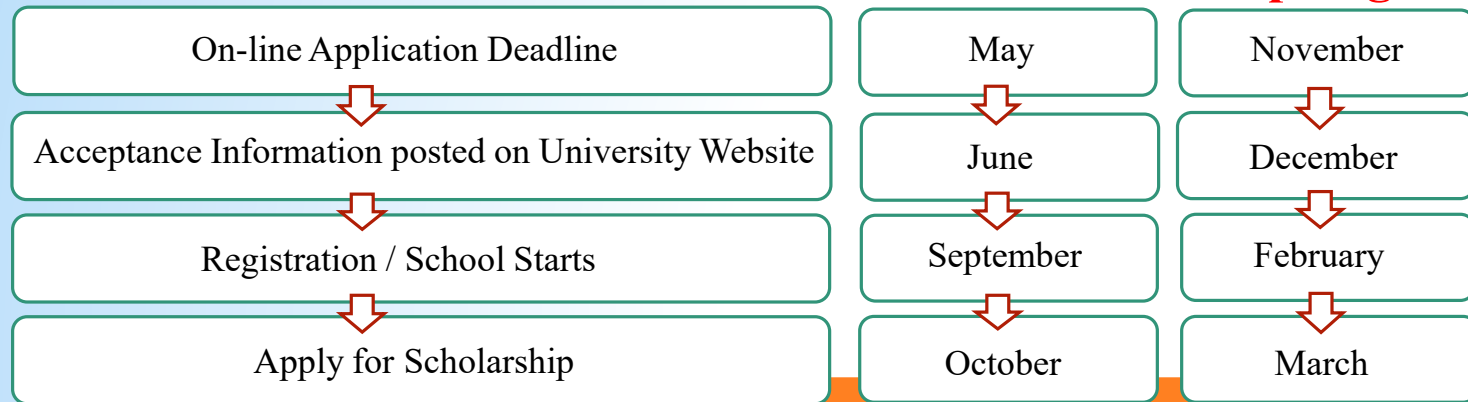 On-line Application Deadline
May
November
Acceptance Information posted on University Website
June
December
Registration / School Starts
September
February
Apply for Scholarship
October
March